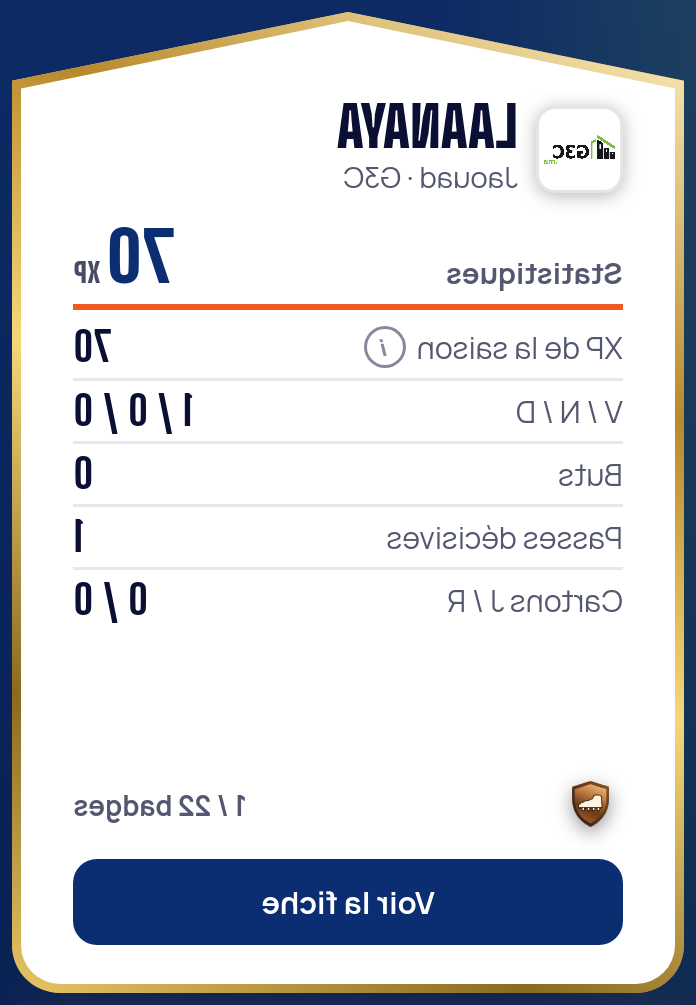 G3C
LAANAYA
Jaouad · G3C
Statistiques 70 XP
XP de la saison i 70
V / N / D 1 / 0 / 0
Buts 0
Passes décisives 1
Cartons J / R 0 / 0
1 / 22 badges
Voir la fiche